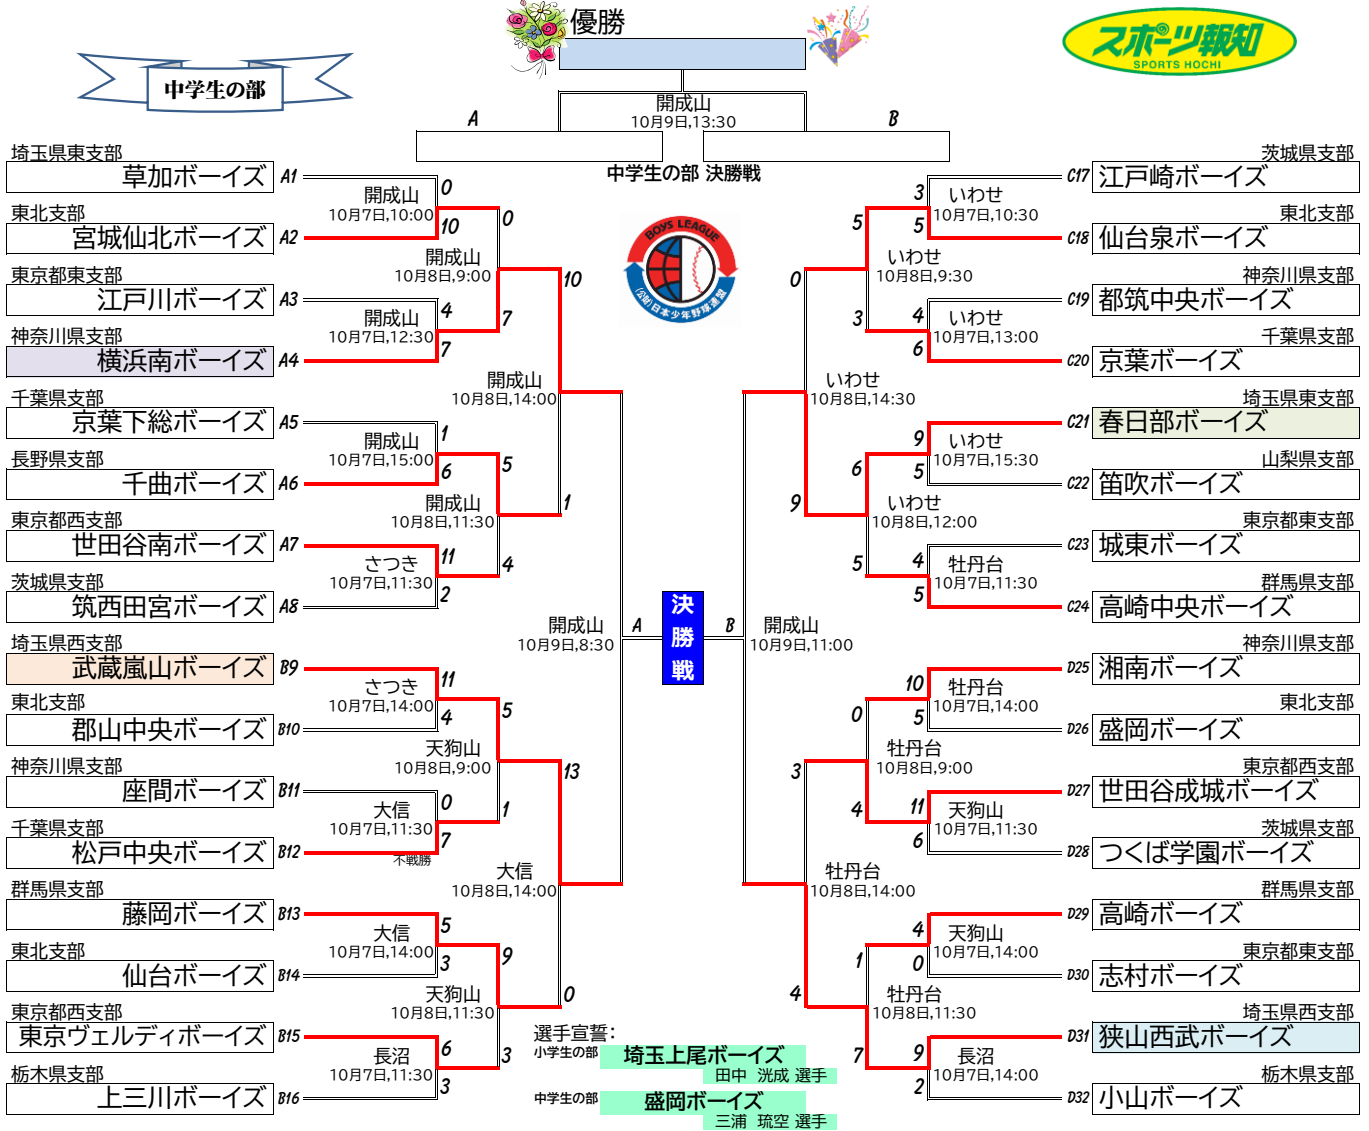 優勝
スポーツ報知
SPORTS HOCHI
中学生の部
開成山
10月9日,13:30
A
B
中学生の部 決勝戦
BOYS LEAGUE
(公財)日本少年野球連盟
埼玉県東支部
草加ボーイズ A1
0
開成山
10月7日,10:00
東北支部
10
宮城仙北ボーイズ A2
0
開成山
10月8日,9:00
東京都東支部
江戸川ボーイズ A3
4
開成山
10月7日,12:30
7
神奈川県支部
7
横浜南ボーイズ A4
10
開成山
10月8日,14:00
千葉県支部
京葉下総ボーイズ A5
1
開成山
10月7日,15:00
長野県支部
6
千曲ボーイズ A6
5
開成山
10月8日,11:30
1
東京都西支部
世田谷南ボーイズ A7
11
さつき
10月7日,11:30
4
茨城県支部
2
筑西田宮ボーイズ A8
開成山
10月9日,8:30
A
埼玉県西支部
武蔵嵐山ボーイズ B9
11
さつき
10月7日,14:00
東北支部
4
郡山中央ボーイズ B10
5
天狗山
10月8日,9:00
13
神奈川県支部
座間ボーイズ B11
0
大信
10月7日,11:30
1
千葉県支部
7
松戸中央ボーイズ B12
不戦勝
大信
10月8日,14:00
群馬県支部
藤岡ボーイズ B13
5
大信
10月7日,14:00
東北支部
3
仙台ボーイズ B14
9
天狗山
10月8日,11:30
0
東京都西支部
東京ヴェルディボーイズ B15
6
長沼
10月7日,11:30
3
栃木県支部
3
上三川ボーイズ B16
決勝戦
茨城県支部
C17 江戸崎ボーイズ
3
いわせ
10月7日,10:30
東北支部
5
C18 仙台泉ボーイズ
5
いわせ
10月8日,9:30
0
神奈川県支部
C19 都筑中央ボーイズ
4
いわせ
10月7日,13:00
3
千葉県支部
6
C20 京葉ボーイズ
いわせ
10月8日,14:30
埼玉県東支部
C21 春日部ボーイズ
9
いわせ
10月7日,15:30
山梨県支部
5
C22 笛吹ボーイズ
6
いわせ
10月8日,12:00
9
東京都東支部
C23 城東ボーイズ
4
牡丹台
10月7日,11:30
5
群馬県支部
5
C24 高崎中央ボーイズ
B
開成山
10月9日,11:00
神奈川県支部
D25 湘南ボーイズ
10
牡丹台
10月7日,14:00
東北支部
5
D26 盛岡ボーイズ
0
牡丹台
10月8日,9:00
3
東京都西支部
D27 世田谷成城ボーイズ
11
天狗山
10月7日,11:30
4
茨城県支部
6
D28 つくば学園ボーイズ
牡丹台
10月8日,14:00
群馬県支部
D29 高崎ボーイズ
4
天狗山
10月7日,14:00
東京都東支部
0
D30 志村ボーイズ
1
牡丹台
10月8日,11:30
4
埼玉県西支部
D31 狭山西武ボーイズ
9
長沼
10月7日,14:00
7
栃木県支部
2
D32 小山ボーイズ
選手宣誓:
小学生の部 埼玉上尾ボーイズ
田中 洸成 選手
中学生の部 盛岡ボーイズ
三浦 琉空 選手